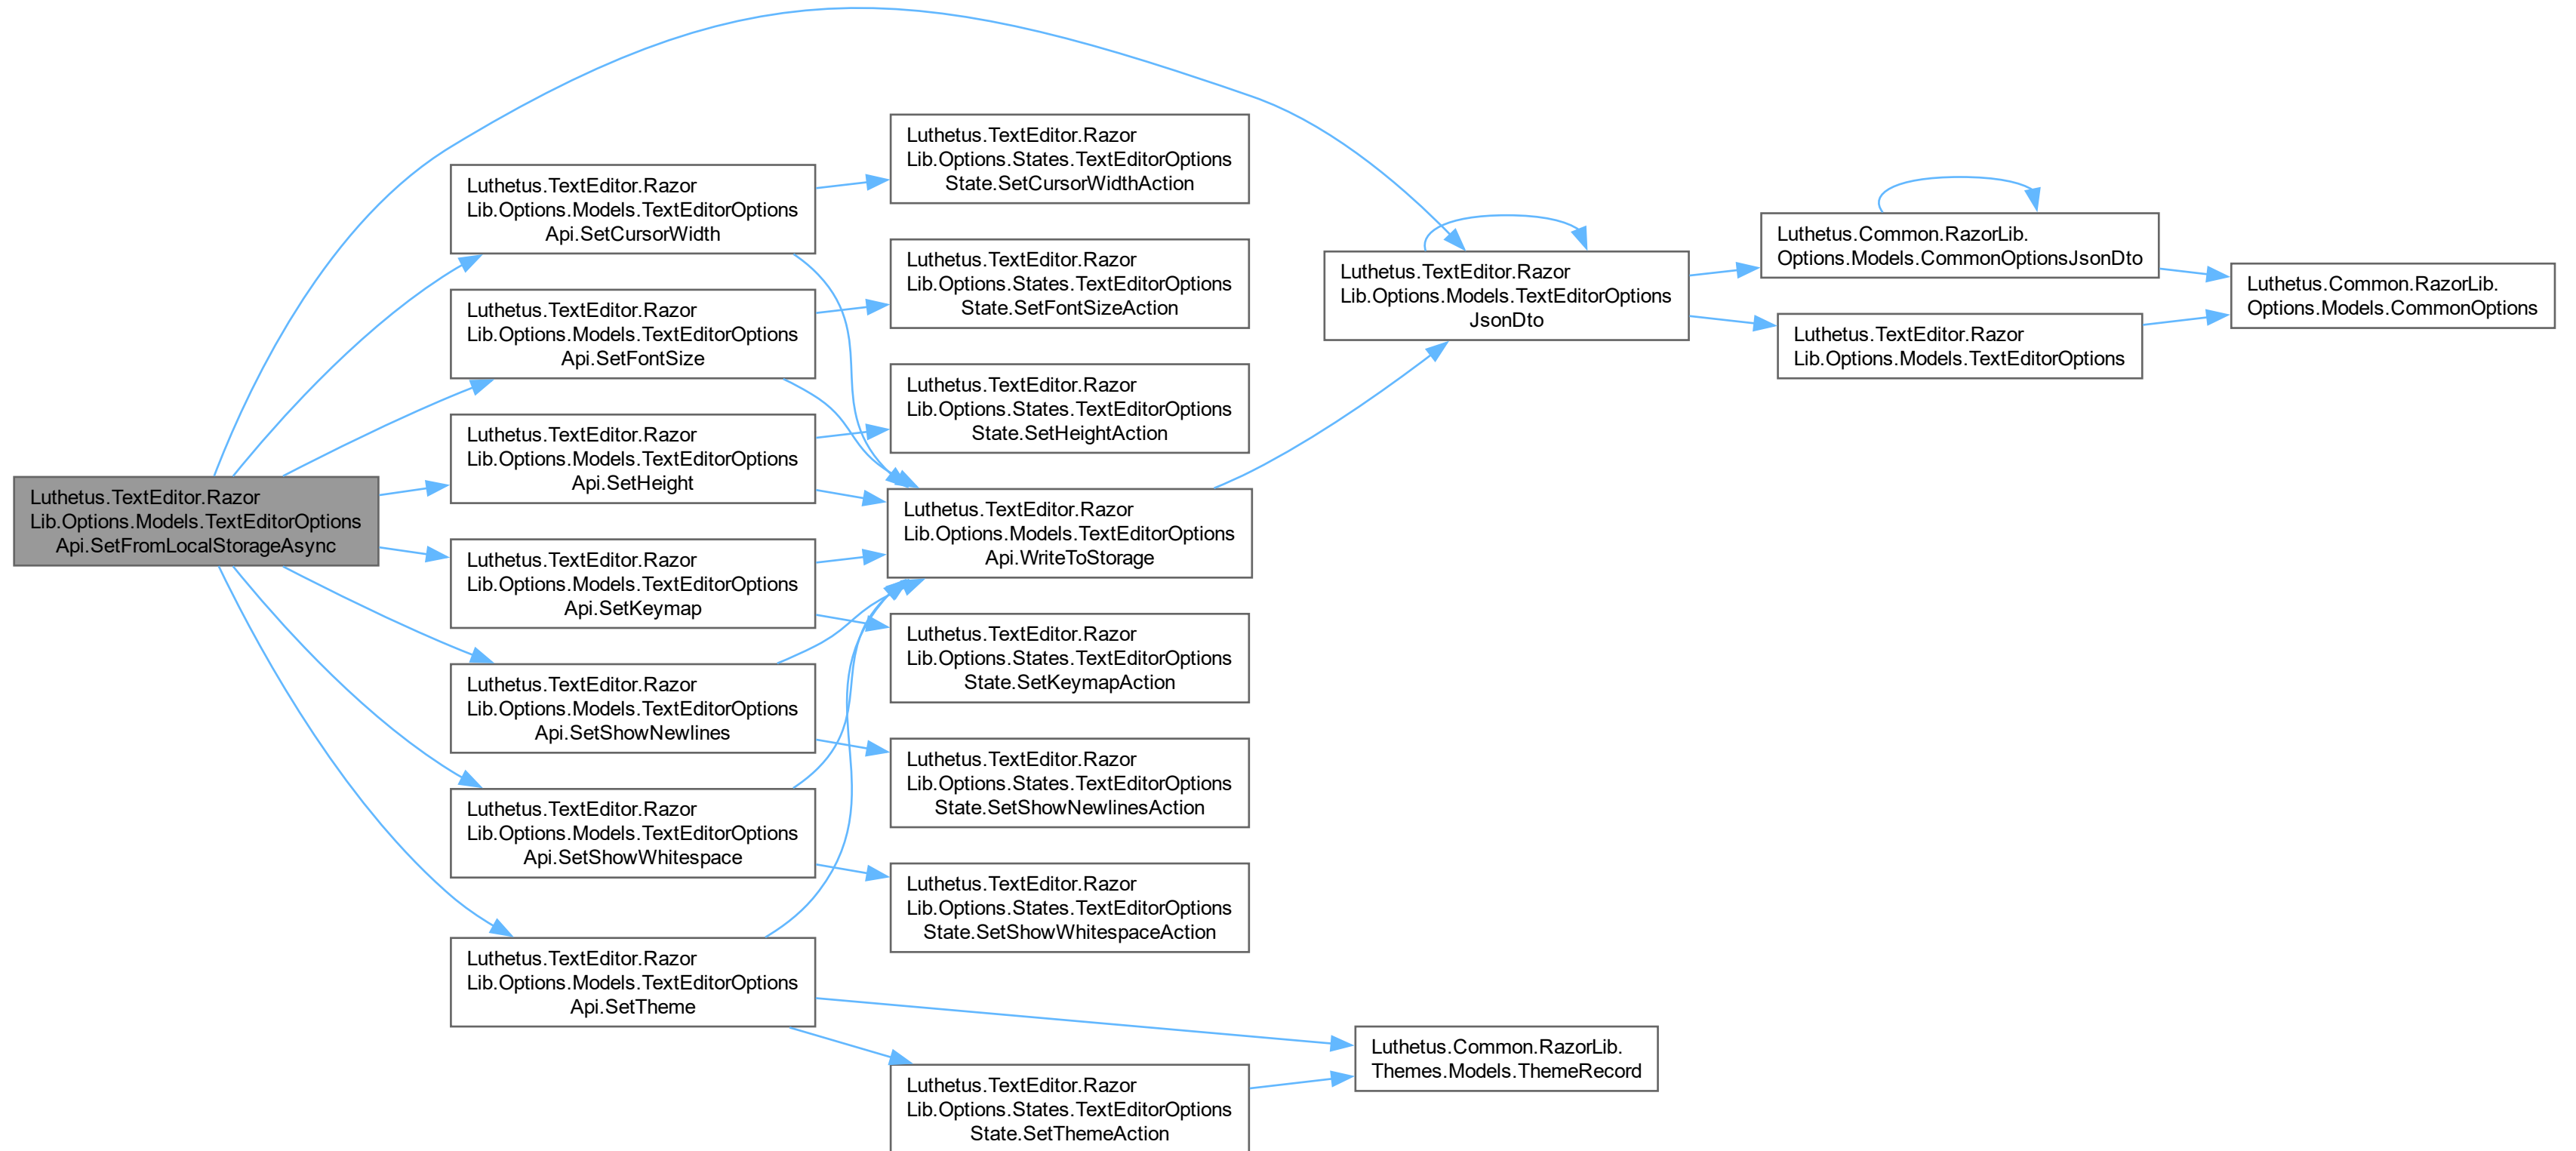 Luthetus.TextEditor.Razor
Lib.Options.Models.TextEditorOptions
Api.SetFromLocalStorageAsync
Luthetus.TextEditor.Razor
Lib.Options.Models.TextEditorOptions
Api.SetCursorWidth
Luthetus.TextEditor.Razor
Lib.Options.Models.TextEditorOptions
Api.SetFontSize
Luthetus.TextEditor.Razor
Lib.Options.Models.TextEditorOptions
Api.SetHeight
Luthetus.TextEditor.Razor
Lib.Options.Models.TextEditorOptions
Api.SetKeymap
Luthetus.TextEditor.Razor
Lib.Options.Models.TextEditorOptions
Api.SetShowNewlines
Luthetus.TextEditor.Razor
Lib.Options.Models.TextEditorOptions
Api.SetShowWhitespace
Luthetus.TextEditor.Razor
Lib.Options.Models.TextEditorOptions
Api.SetTheme
Luthetus.TextEditor.Razor
Lib.Options.States.TextEditorOptions
State.SetCursorWidthAction
Luthetus.TextEditor.Razor
Lib.Options.States.TextEditorOptions
State.SetFontSizeAction
Luthetus.TextEditor.Razor
Lib.Options.States.TextEditorOptions
State.SetHeightAction
Luthetus.TextEditor.Razor
Lib.Options.Models.TextEditorOptions
Api.WriteToStorage
Luthetus.TextEditor.Razor
Lib.Options.States.TextEditorOptions
State.SetKeymapAction
Luthetus.TextEditor.Razor
Lib.Options.States.TextEditorOptions
State.SetShowNewlinesAction
Luthetus.TextEditor.Razor
Lib.Options.States.TextEditorOptions
State.SetShowWhitespaceAction
Luthetus.TextEditor.Razor
Lib.Options.States.TextEditorOptions
State.SetThemeAction
Luthetus.TextEditor.Razor
Lib.Options.Models.TextEditorOptions
JsonDto
Luthetus.Common.RazorLib.
Themes.Models.ThemeRecord
Luthetus.Common.RazorLib.
Options.Models.CommonOptionsJsonDto
Luthetus.TextEditor.Razor
Lib.Options.Models.TextEditorOptions
Luthetus.Common.RazorLib.
Options.Models.CommonOptions